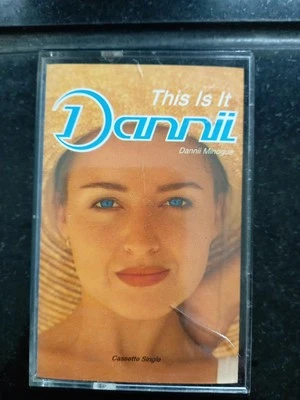 This Is It
Dannii
Dannii Minogue
Cassette Single